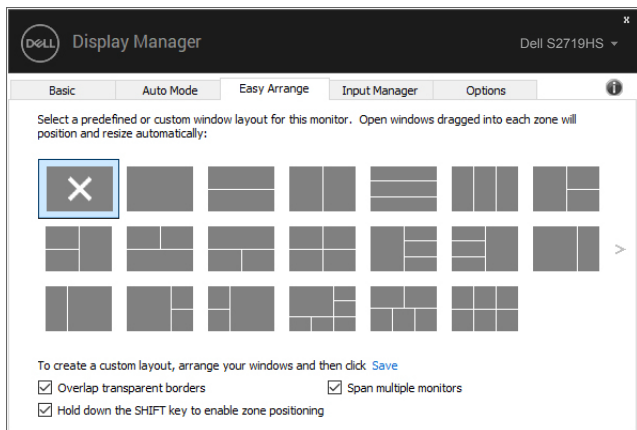 x
DELL Display Manager Dell S2719HS
Basic Auto Mode Easy Arrange Input Manager Options
Select a predefined or custom window layout for this monitor. Open windows dragged into each zone will
position and resize automatically:
To create a custom layout, arrange your windows and then click Save
Overlap transparent borders Span multiple monitors
Hold down the SHIFT key to enable zone positioning